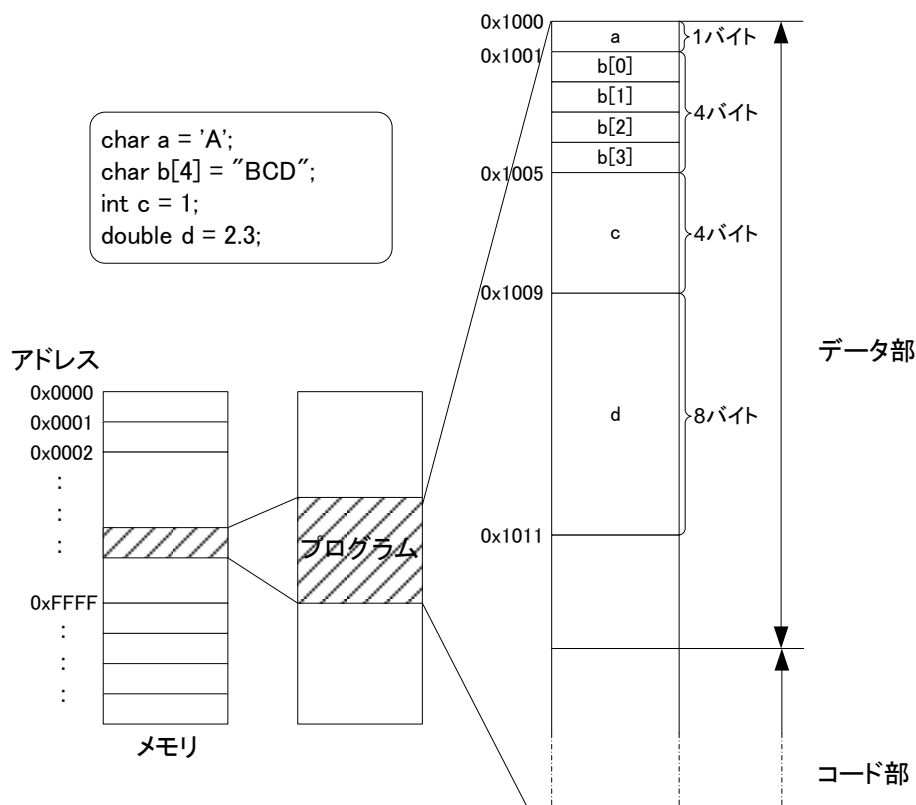 char a = 'A';
char b[4] = "BCD";
int c = 1;
double d = 2.3;
アドレス
0x0000
0x0001
0x0002
:
:
:
0xFFFF
:
:
:
メモリ
プログラム
0x1000
a
1バイト
0x1001
b[0]
b[1]
b[2]
b[3]
4バイト
0x1005
c
4バイト
0x1009
d
8バイト
0x1011
データ部
コード部